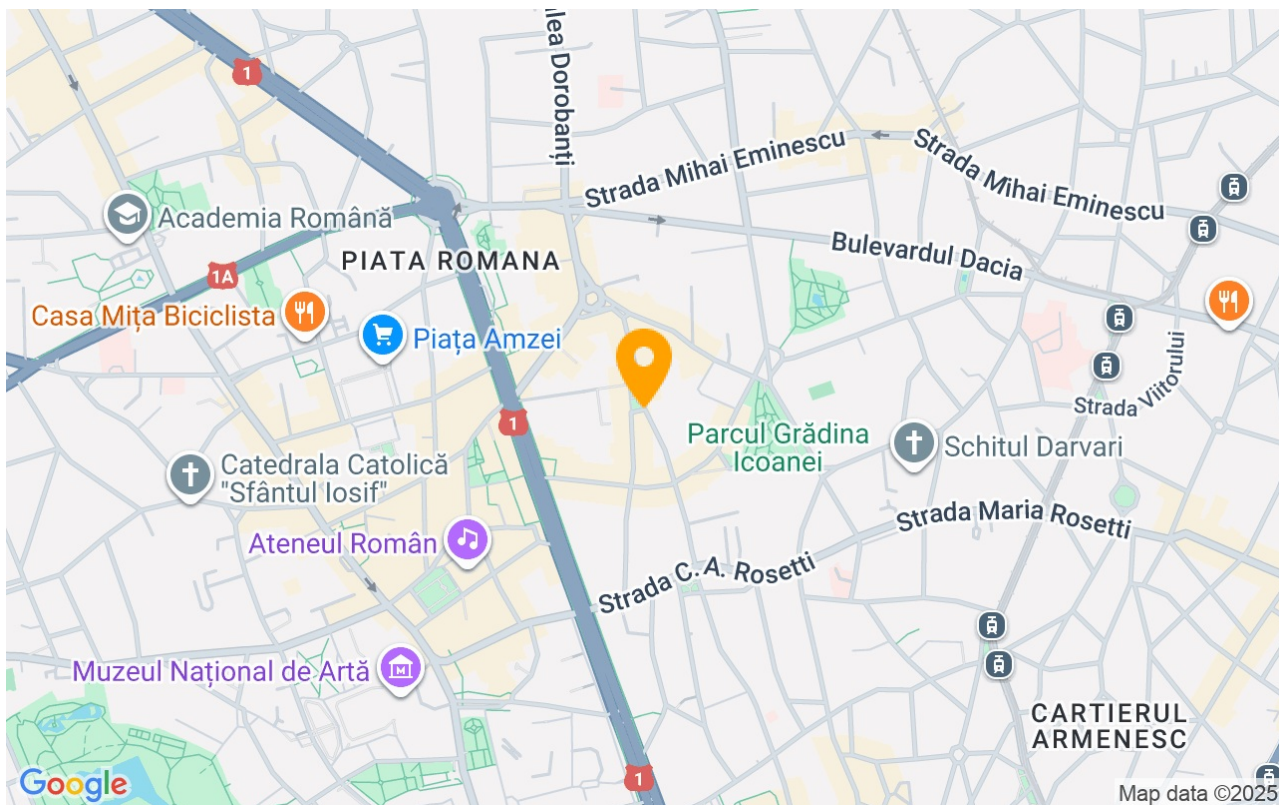 1
lea Dorobanți
Strada Mihai Eminescu
Strada Mihai Eminescu
Academia Română
PIATA ROMANA
Bulevardul Dacia
1A
Casa Mița Biciclista
Piața Amzei
Strada Viitorului
1
Parcul Grădina
Icoanei
Schitul Darvari
Catedrala Catolică
"Sfântul Iosif"
Strada Maria Rosetti
Ateneul Român
Strada C. A. Rosetti
Muzeul Național de Artă
M
CARTIERUL
ARMENESC
Google
1
Map data ©2025